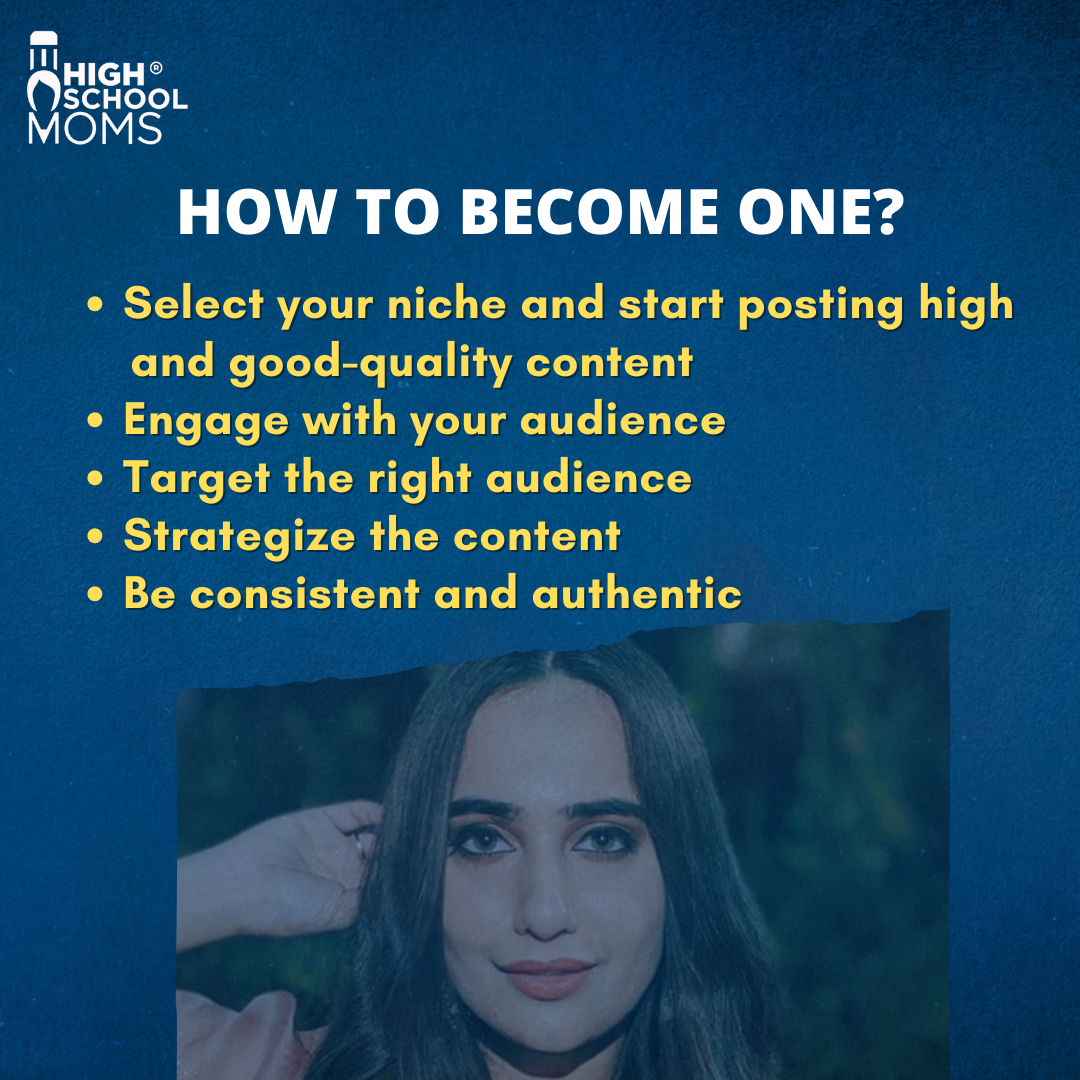 HIGH®
SCHOOL
MOMS
HOW TO BECOME ONE?
• Select your niche and start posting high
and good-quality content
• Engage with your audience
• Target the right audience
• Strategize the content
• Be consistent and authentic